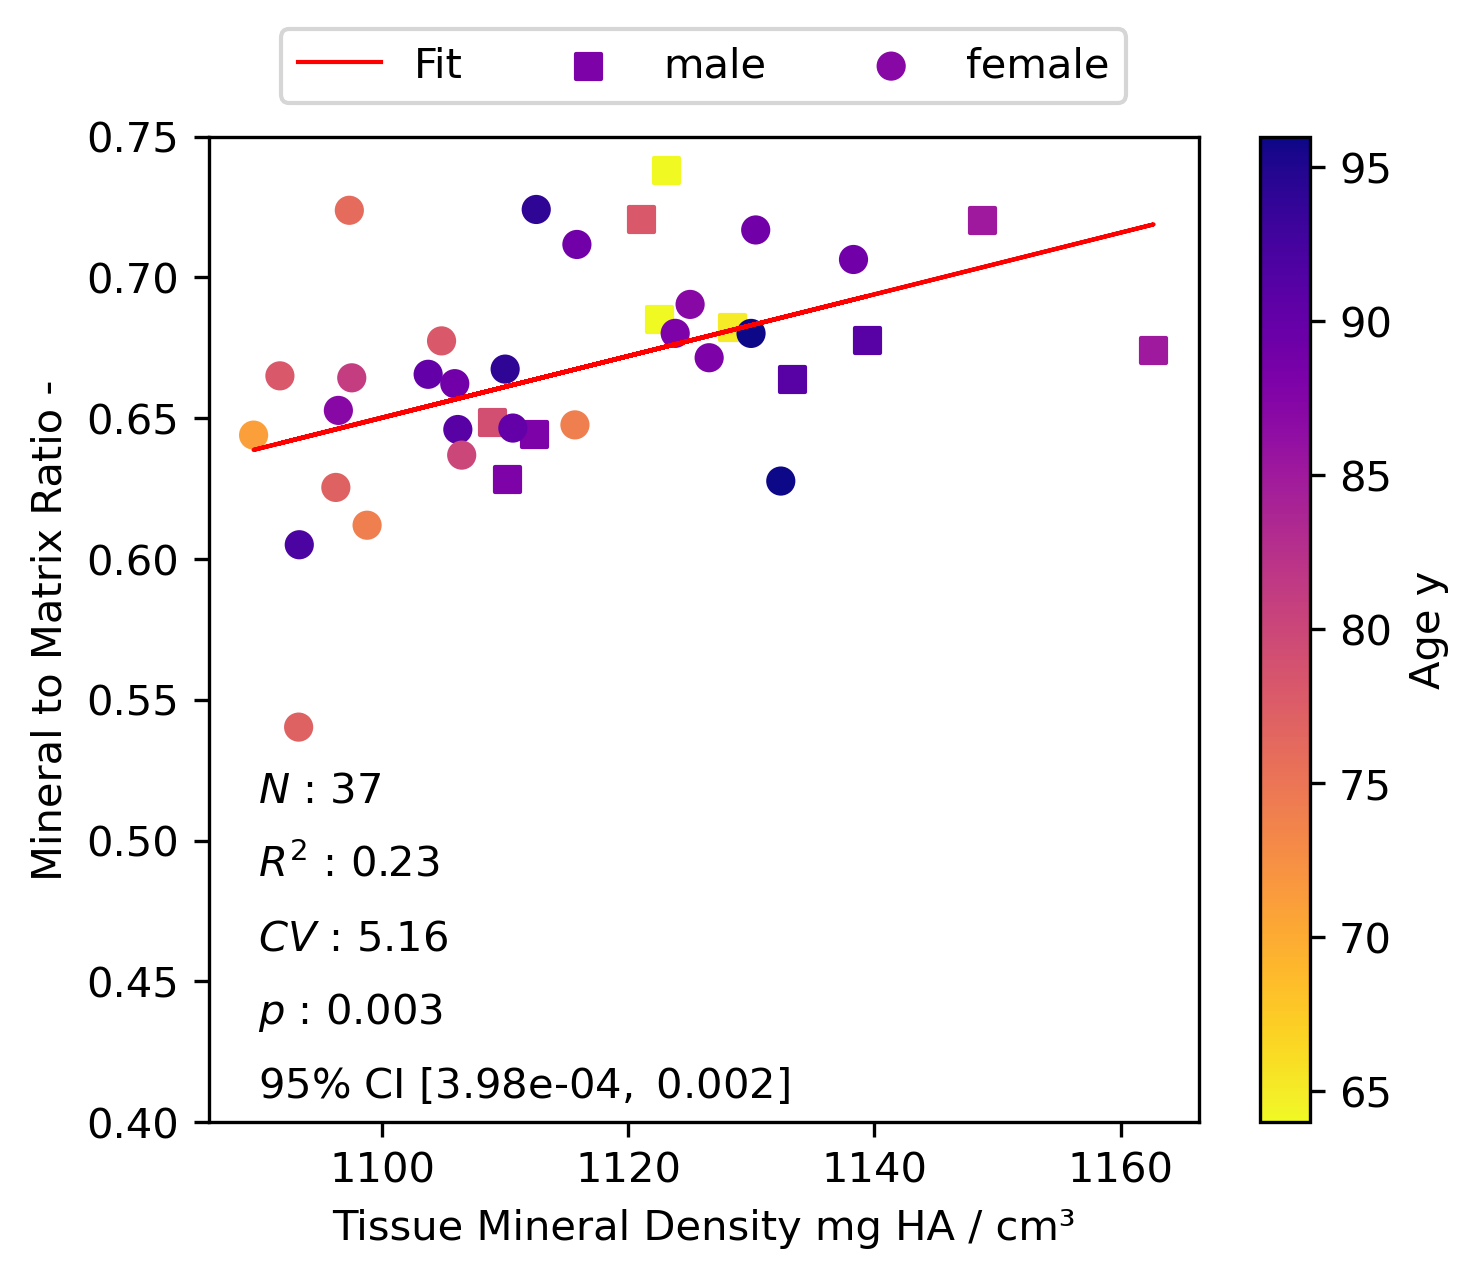 Fit male female
0.75
0.70
0.65
0.60
0.55
0.50
0.45
0.40
Mineral to Matrix Ratio -
N : 37
R² : 0.23
CV : 5.16
p : 0.003
95% CI [3.98e-04, 0.002]
1100 1120 1140 1160
Tissue Mineral Density mg HA / cm³
95
90
85
80
75
70
65
Age y